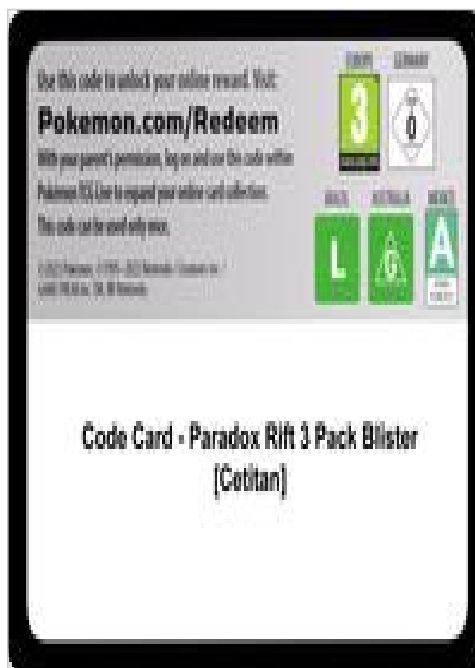 Use this code to unlock your online reward. Visit:
Pokemon.com/Redeem
With your parent's permission, log on and use this code within
Pokémon TCG Live to expand your online card collection.
This code can be used only once.
EUROPE GERMANY
3 0
BRAZIL AUSTRALIA MEXICO
L G A
Code Card - Paradox Rift 3 Pack Blister
[Cetitan]